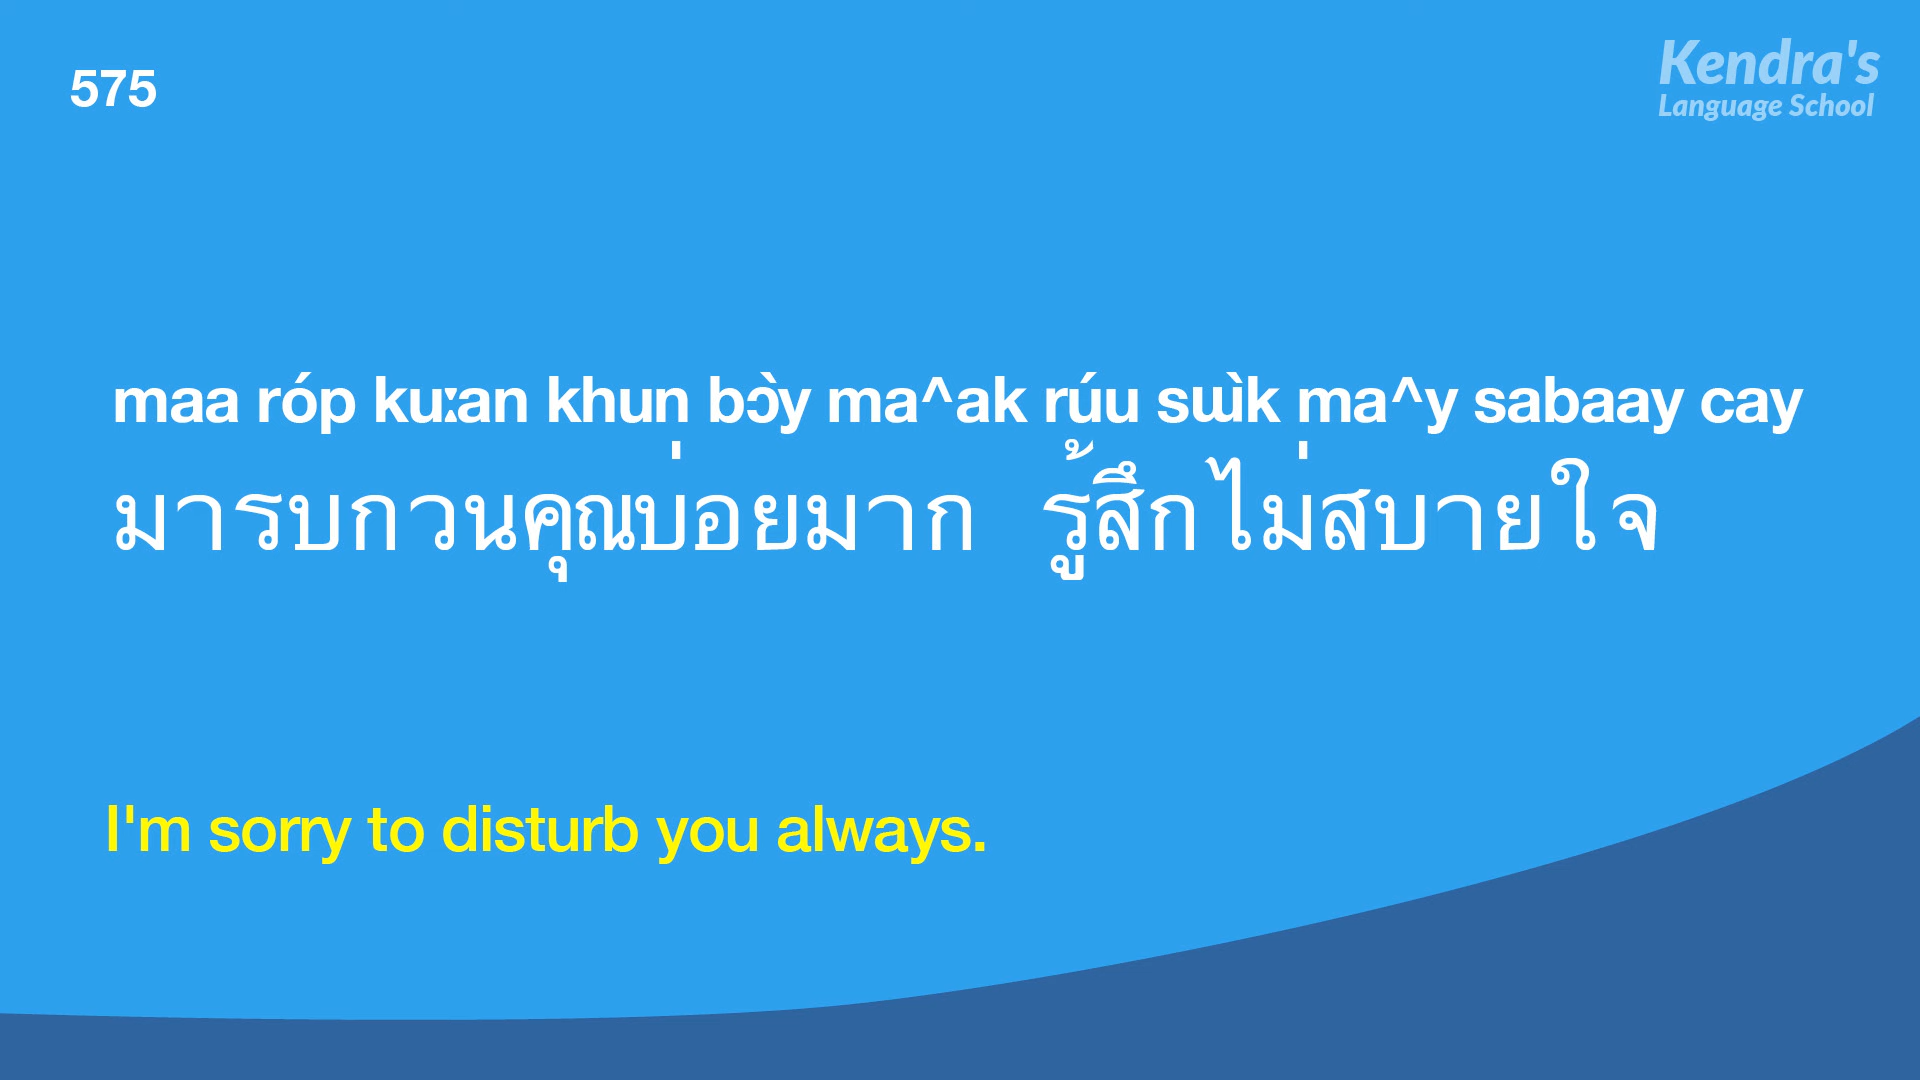 575
Kendra's
Language School
maa róp kuːan khun bɔ̀y ma^ak rúu sɯ̀k ma^y sabaay cay
มารบกวนคุณบ่อยมาก รู้สึกไม่สบายใจ
I'm sorry to disturb you always.